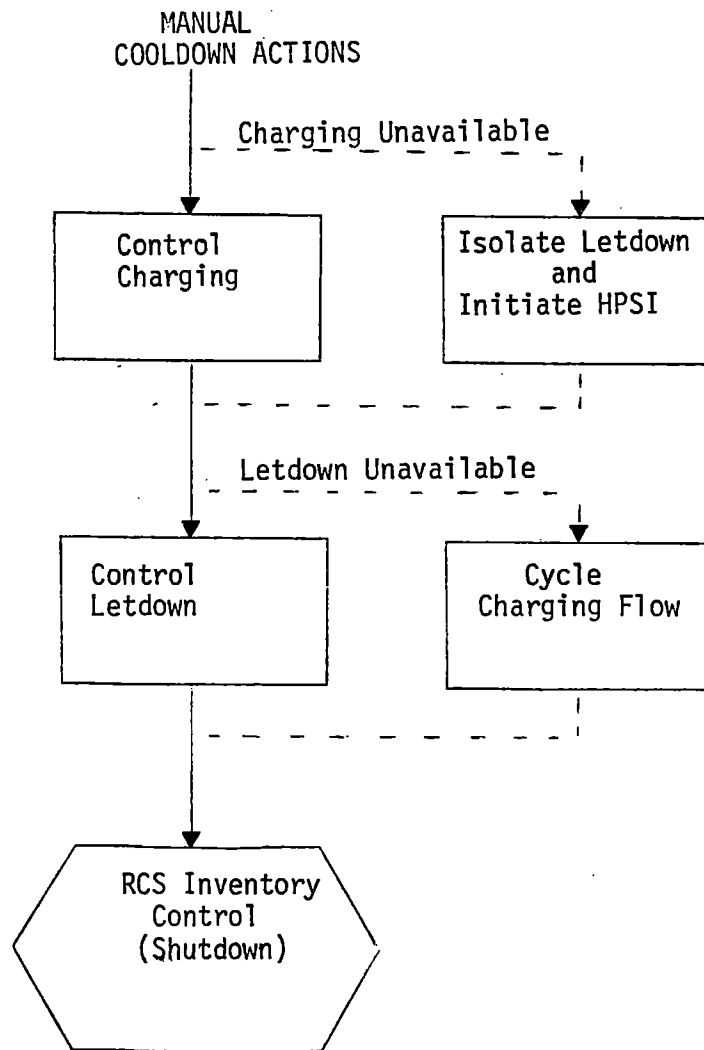 MANUAL
COOLDOWN ACTIONS
Charging Unavailable
Control
Charging
Isolate Letdown
and
Initiate HPSI
Letdown Unavailable
Control
Letdown
Cycle
Charging Flow
RCS Inventory
Control
(Shutdown)